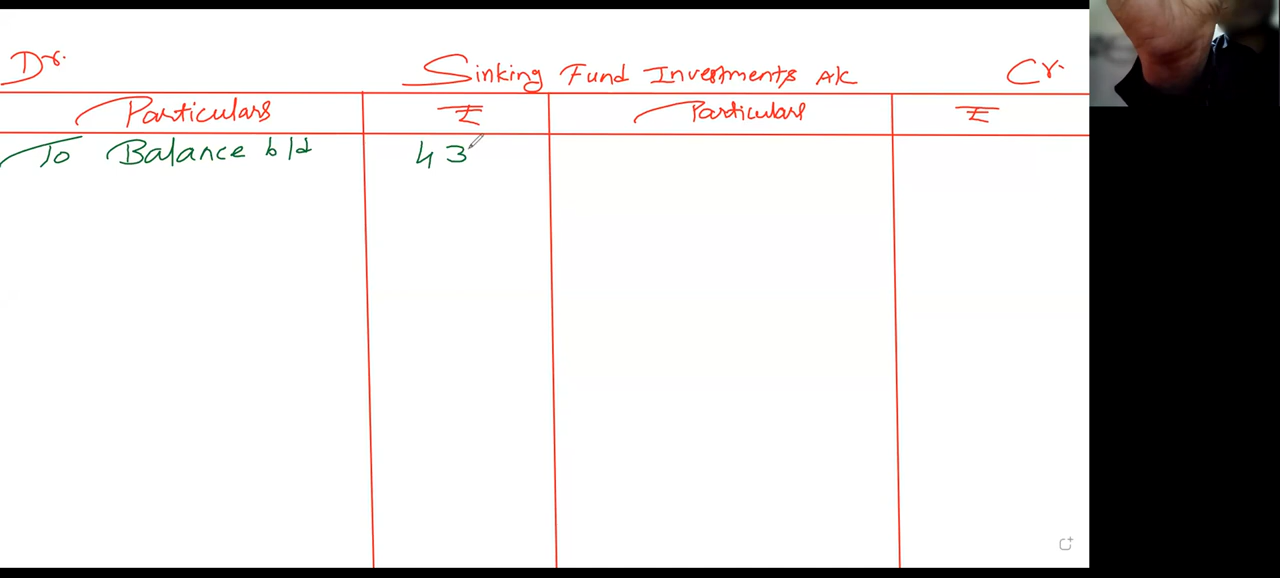 Dr. Sinking Fund Investments A/c Cr.
Particulars ₹ Particulars ₹
To Balance b/d 43